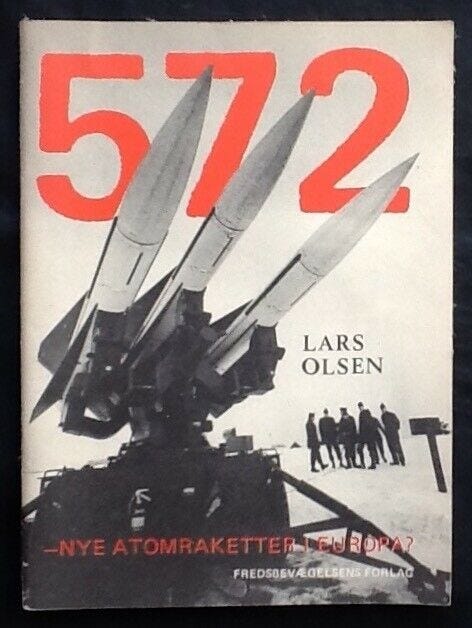 572
LARS
OLSEN
—NYE ATOMRAKETTER I EUROPA?
FREDSBEVÆGELSENS FORLAG